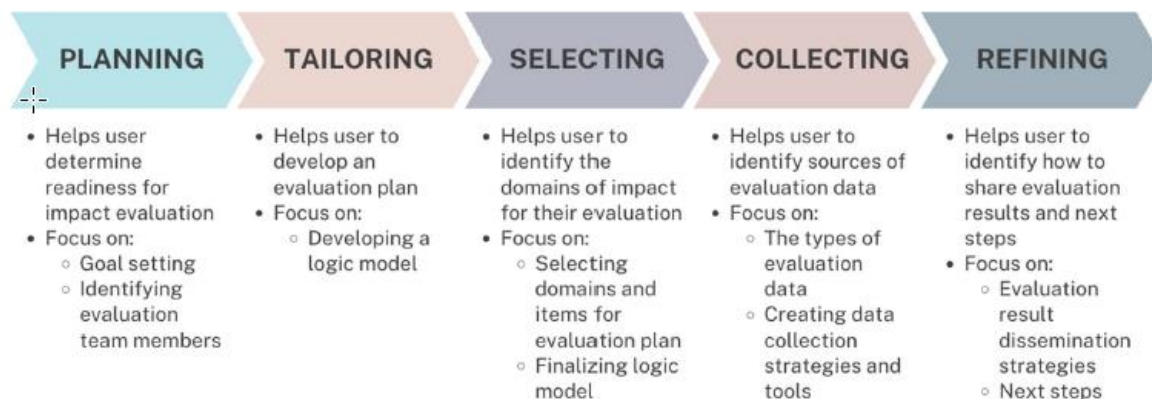 PLANNING
• Helps user
determine
readiness for
impact evaluation
• Focus on:
○ Goal setting
○ Identifying
evaluation
team members
TAILORING
• Helps user to
develop an
evaluation plan
• Focus on:
○ Developing a
logic model
SELECTING
• Helps user to
identify the
domains of impact
for their evaluation
• Focus on:
○ Selecting
domains and
items for
evaluation plan
○ Finalizing logic
model
COLLECTING
• Helps user to
identify sources of
evaluation data
• Focus on:
○ The types of
evaluation
data
○ Creating data
collection
strategies and
tools
REFINING
• Helps user to
identify how to
share evaluation
results and next
steps
• Focus on:
○ Evaluation
result
dissemination
strategies
○ Next steps